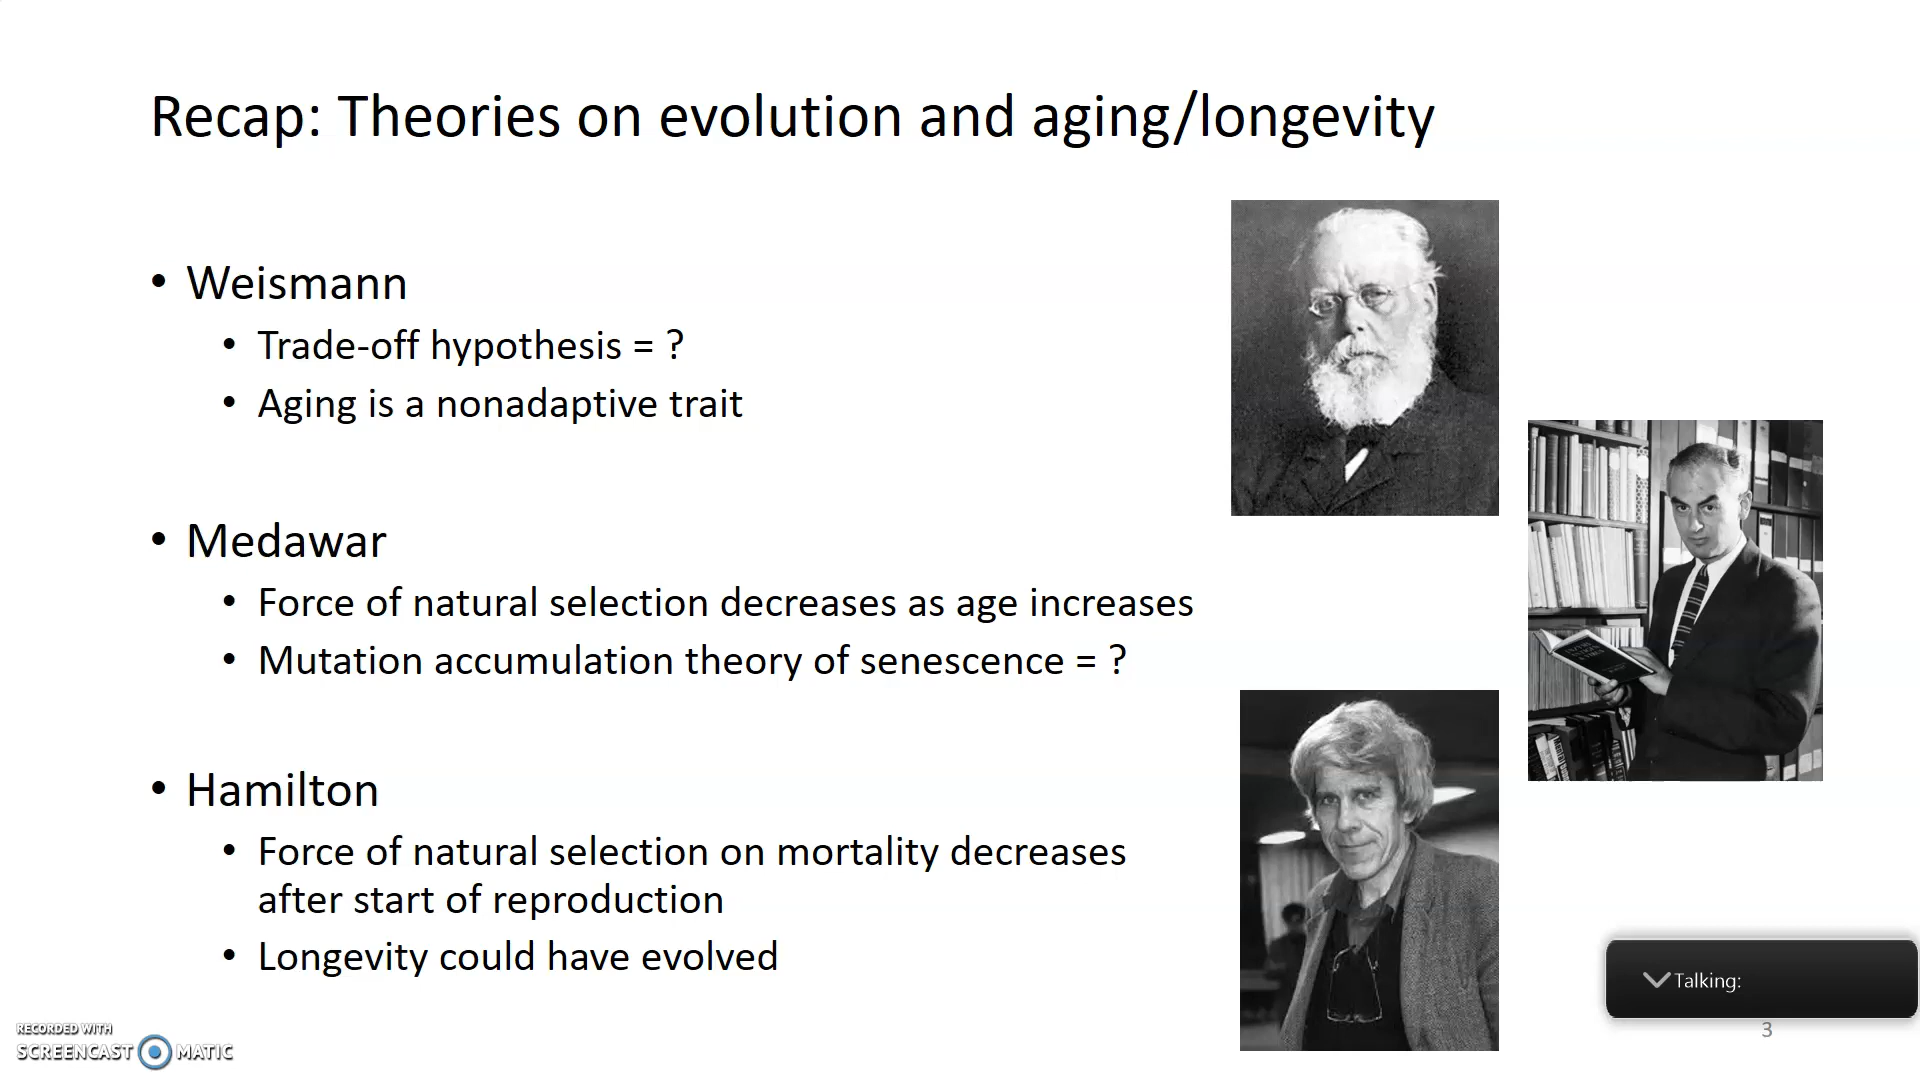 Recap: Theories on evolution and aging/longevity
• Weismann
• Trade-off hypothesis = ?
• Aging is a nonadaptive trait
• Medawar
• Force of natural selection decreases as age increases
• Mutation accumulation theory of senescence = ?
• Hamilton
• Force of natural selection on mortality decreases
after start of reproduction
• Longevity could have evolved
Talking:
3
RECORDED WITH
SCREENCAST MATIC